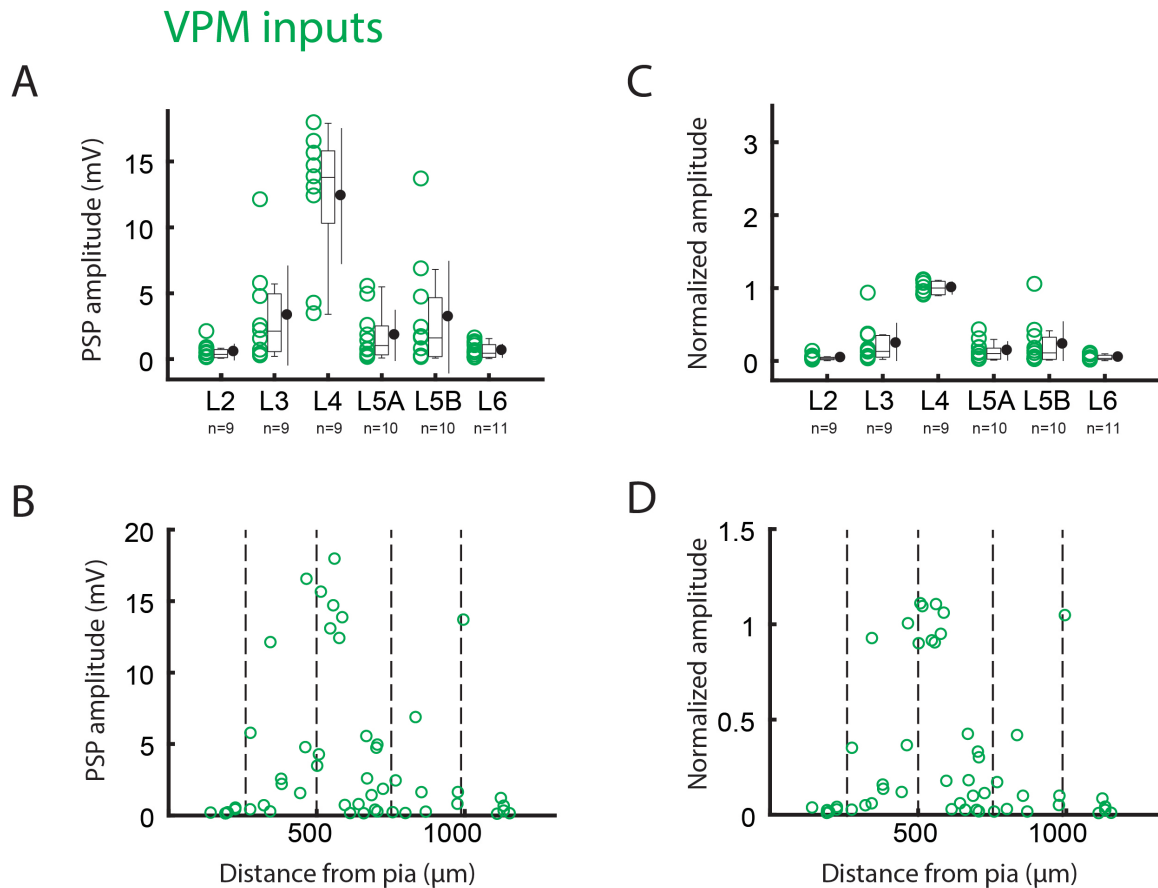 VPM inputs
A
PSP amplitude (mV)
15
10
5
0
L2 L3 L4 L5A L5B L6
n=9 n=9 n=9 n=10 n=10 n=11
C
Normalized amplitude
3
2
1
0
L2 L3 L4 L5A L5B L6
n=9 n=9 n=9 n=10 n=10 n=11
B
PSP amplitude (mV)
20
15
10
5
0
500 1000
Distance from pia (µm)
D
Normalized amplitude
1.5
1
0.5
0
500 1000
Distance from pia (µm)